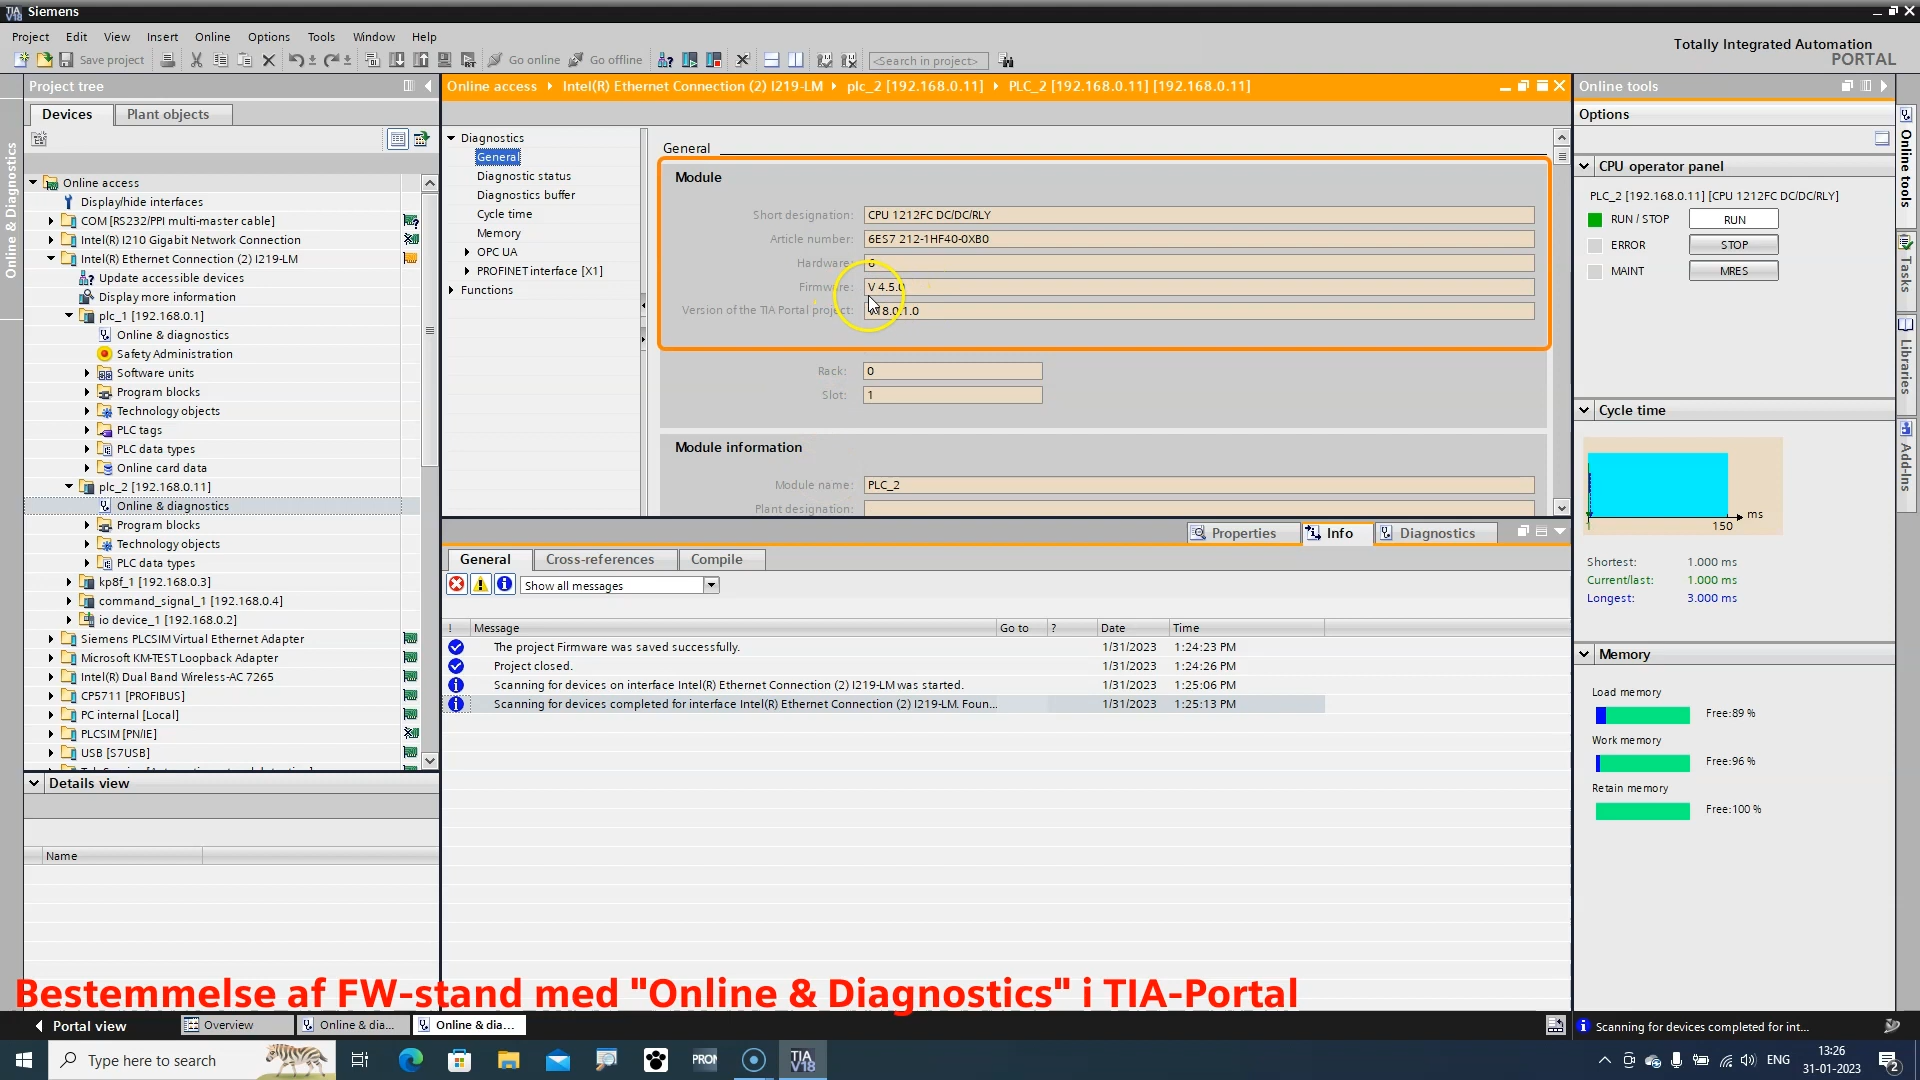 TIA V18 Siemens
Project Edit View Insert Online Options Tools Window Help
Save project Go online Go offline <Search in project>
Totally Integrated Automation
PORTAL
Project tree
Devices Plant objects
Online & Diagnostics
Online access
Display/hide interfaces
COM [RS232/PPI multi-master cable]
Intel(R) I210 Gigabit Network Connection
Intel(R) Ethernet Connection (2) I219-LM
Update accessible devices
Display more information
plc_1 [192.168.0.1]
Online & diagnostics
Safety Administration
Software units
Program blocks
Technology objects
PLC tags
PLC data types
Online card data
plc_2 [192.168.0.11]
Online & diagnostics
Program blocks
Technology objects
PLC data types
kp8f_1 [192.168.0.3]
command_signal_1 [192.168.0.4]
io device_1 [192.168.0.2]
Siemens PLCSIM Virtual Ethernet Adapter
Microsoft KM-TEST Loopback Adapter
Intel(R) Dual Band Wireless-AC 7265
CP5711 [PROFIBUS]
PC internal [Local]
PLCSIM [PN/IE]
USB [S7USB]
Details view
Name
Online access Intel(R) Ethernet Connection (2) I219-LM plc_2 [192.168.0.11] PLC_2 [192.168.0.11] [192.168.0.11]
Diagnostics
General
Diagnostic status
Diagnostics buffer
Cycle time
Memory
OPC UA
PROFINET interface [X1]
Functions
General
Module
Short designation: CPU 1212FC DC/DC/RLY
Article number: 6ES7 212-1HF40-0XB0
Hardware: 6
Firmware: V 4.5.0
Version of the TIA Portal project: 8.0.1.0
Rack: 0
Slot: 1
Module information
Module name: PLC_2
Plant designation:
Properties Info Diagnostics
General Cross-references Compile
Show all messages
! Message Go to ? Date Time
The project Firmware was saved successfully. 1/31/2023 1:24:23 PM
Project closed. 1/31/2023 1:24:26 PM
Scanning for devices on interface Intel(R) Ethernet Connection (2) I219-LM was started. 1/31/2023 1:25:06 PM
Scanning for devices completed for interface Intel(R) Ethernet Connection (2) I219-LM. Foun... 1/31/2023 1:25:13 PM
Online tools
Options
CPU operator panel
PLC_2 [192.168.0.11] [CPU 1212FC DC/DC/RLY]
RUN / STOP RUN
ERROR STOP
MAINT MRES
Cycle time
ms
1 150
Shortest: 1.000 ms
Current/last: 1.000 ms
Longest: 3.000 ms
Memory
Load memory
Free:89 %
Work memory
Free:96 %
Retain memory
Free:100 %
Online tools
Tasks
Libraries
Add-Ins
Bestemmelse af FW-stand med "Online & Diagnostics" i TIA-Portal
Portal view Overview Online & dia... Online & dia... Scanning for devices completed for int...
Type here to search PRON TIA V18 ENG 13:26
31-01-2023 2